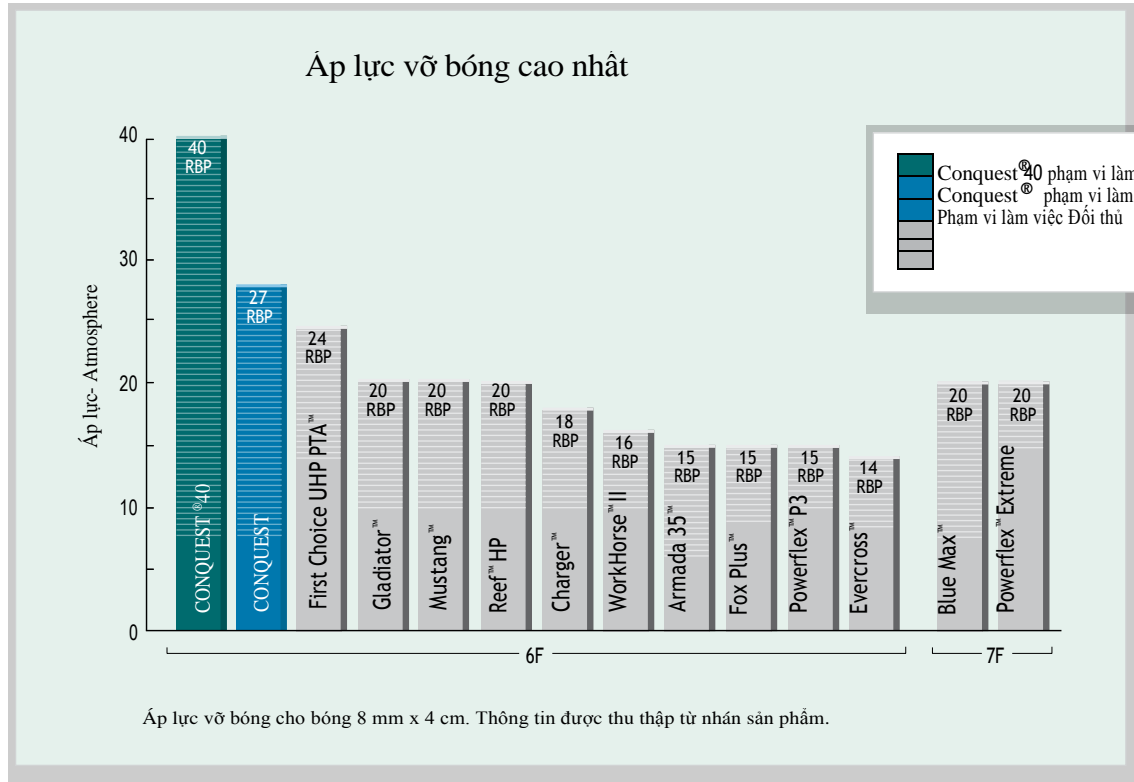 Áp lực vỡ bóng cao nhất
Conquest®40 phạm vi làm
Conquest® phạm vi làm
Phạm vi làm việc Đối thủ
Áp lực- Atmosphere
40
30
20
10
0
40 RBP
27 RBP
24 RBP
20 RBP
20 RBP
20 RBP
18 RBP
16 RBP
15 RBP
15 RBP
15 RBP
14 RBP
20 RBP
20 RBP
CONQUEST ®40
CONQUEST
First Choice UHP PTA™
Gladiator™
Mustang™
Reef™ HP
Charger™
WorkHorse™ II
Armada 35™
Fox Plus™
Powerflex™ P3
Evercross™
Blue Max™
Powerflex™ Extreme
6F
7F
Áp lực vỡ bóng cho bóng 8 mm x 4 cm. Thông tin được thu thập từ nhán sản phẩm.